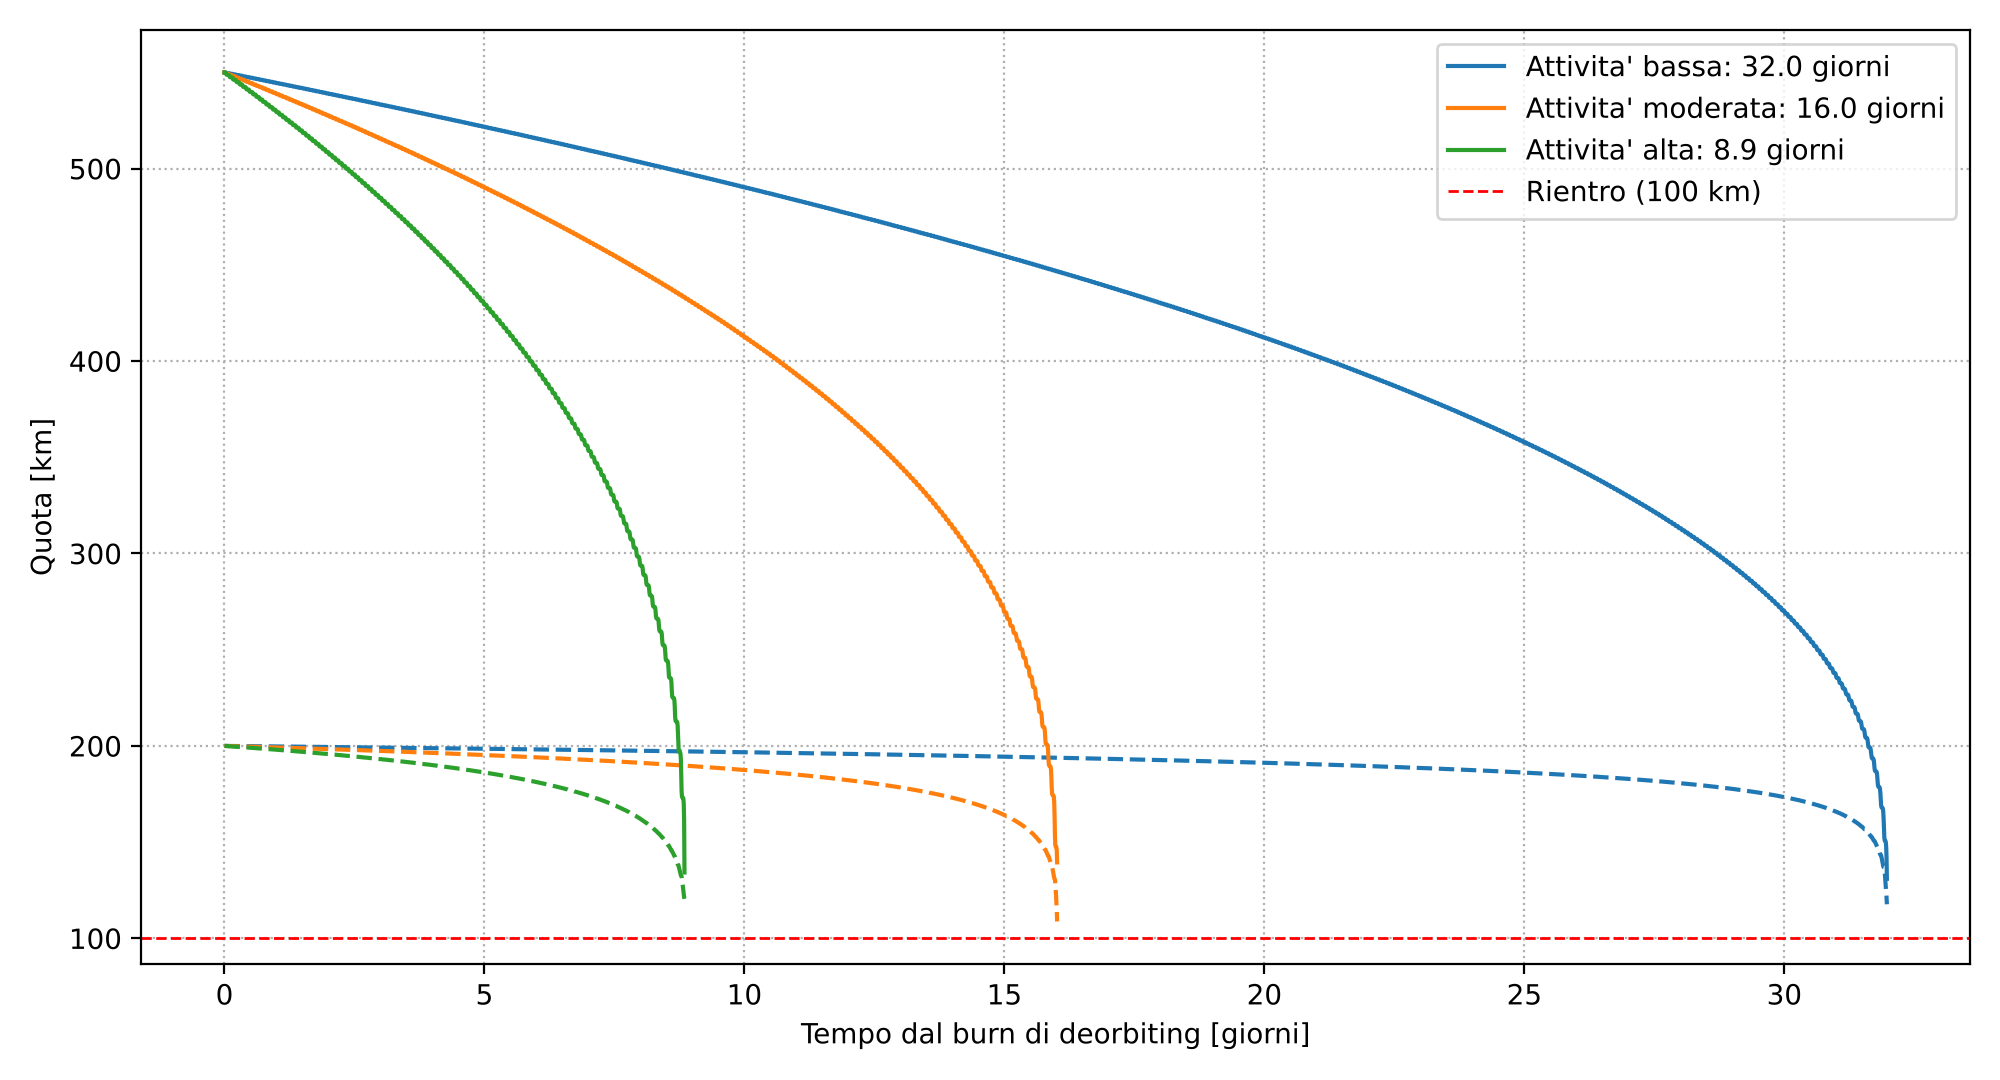 Attivita' bassa: 32.0 giorni
Attivita' moderata: 16.0 giorni
Attivita' alta: 8.9 giorni
Rientro (100 km)
500
400
300
200
100
Quota [km]
0 5 10 15 20 25 30
Tempo dal burn di deorbiting [giorni]